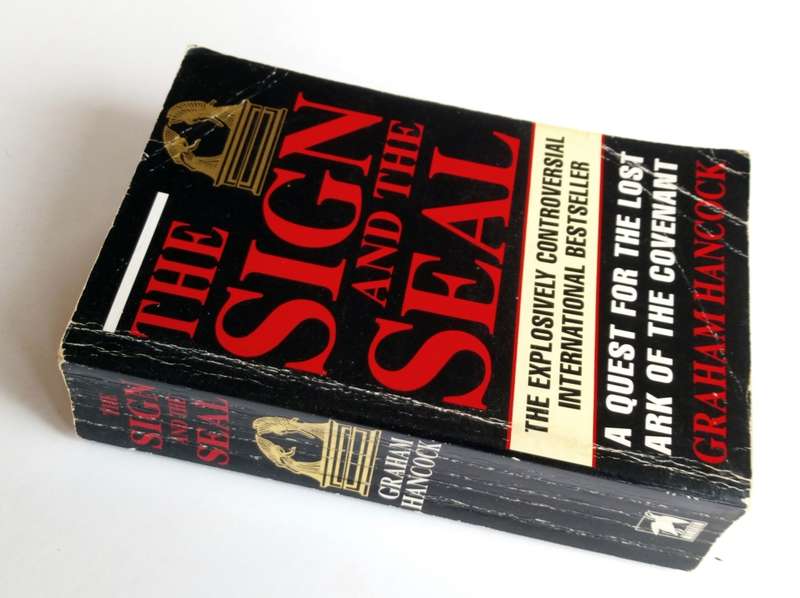 THE
SIGN
AND THE
SEAL
THE EXPLOSIVELY CONTROVERSIAL
INTERNATIONAL BESTSELLER
A QUEST FOR THE LOST
ARK OF THE COVENANT
GRAHAM HANCOCK
THE
SIGN
AND THE
SEAL
GRAHAM
HANCOCK